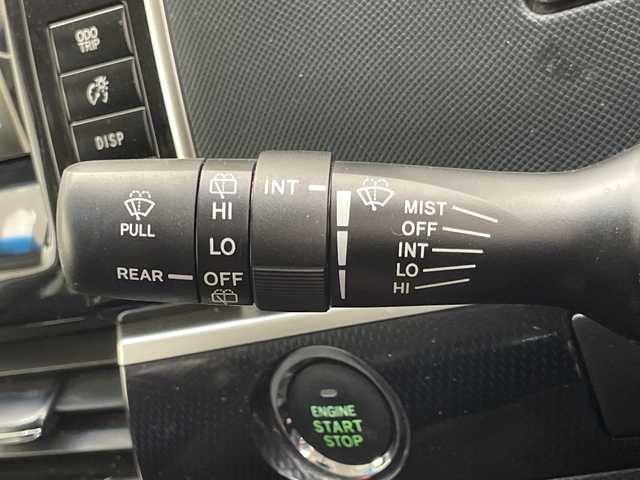 ODO
TRIP
DISP
PULL
REAR
HI
LO
OFF
INT
MIST
OFF
INT
LO
HI
ENGINE
START
STOP